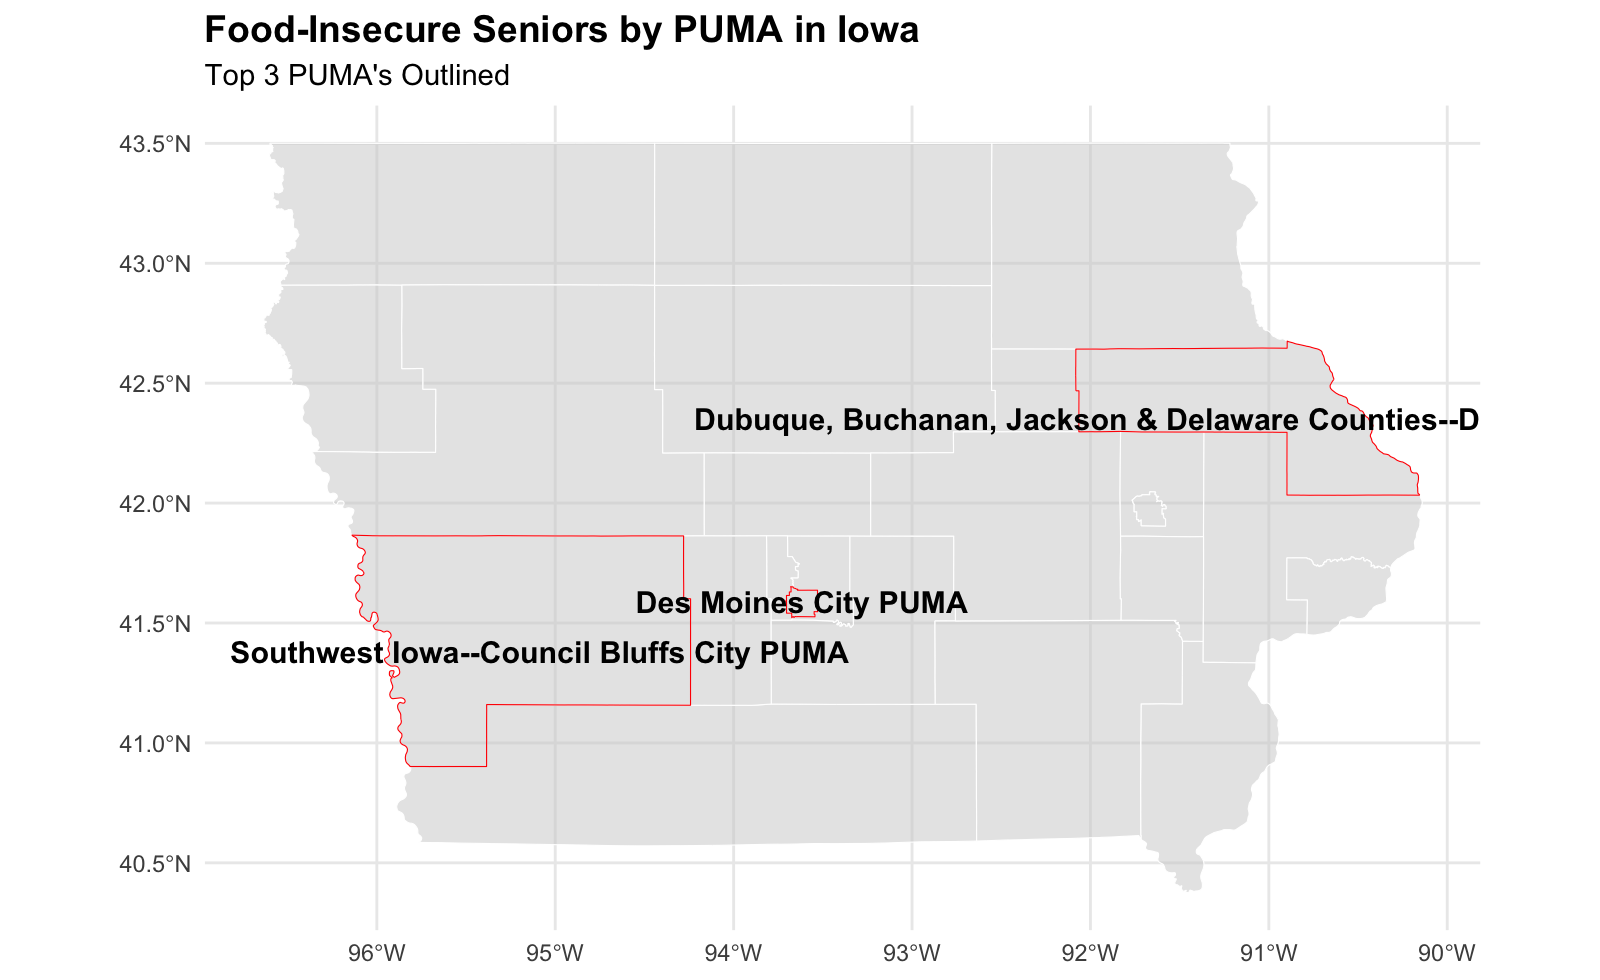 Food-Insecure Seniors by PUMA in Iowa
Top 3 PUMA's Outlined
43.5°N
43.0°N
42.5°N
Dubuque, Buchanan, Jackson & Delaware Counties--D
42.0°N
Des Moines City PUMA
41.5°N
Southwest Iowa--Council Bluffs City PUMA
41.0°N
40.5°N
96°W 95°W 94°W 93°W 92°W 91°W 90°W